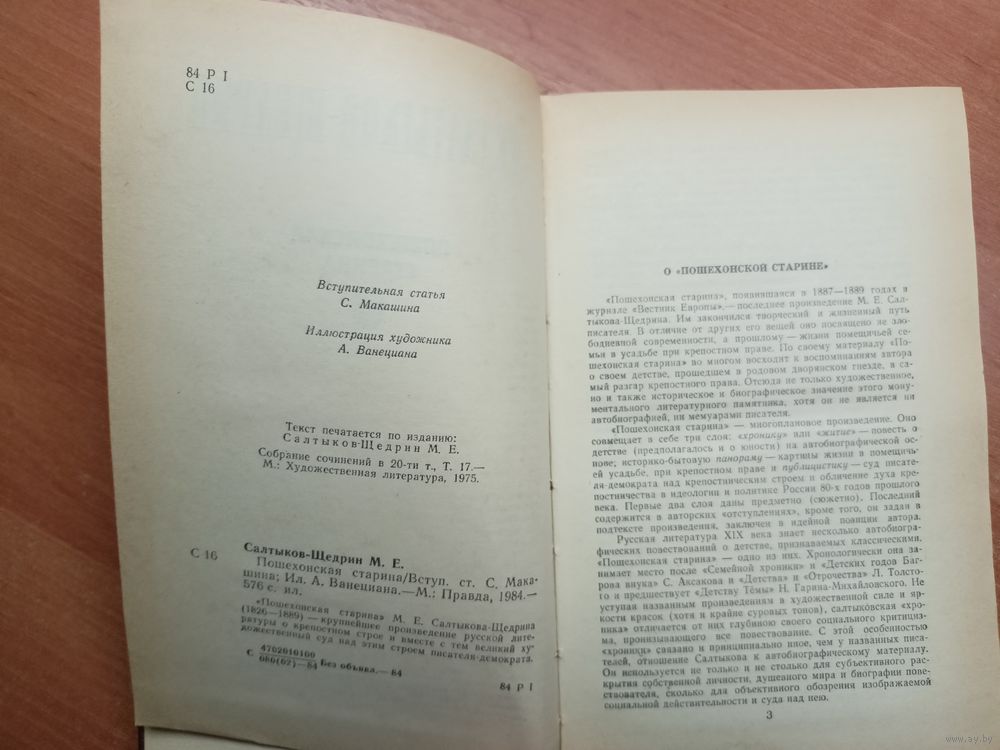 84 Р I
С 16
Вступительная статья
С. Макашина
Иллюстрация художника
А. Ванециана
Текст печатается по изданию:
Салтыков-Щедрин М. Е.
Собрание сочинений в 20-ти т., Т. 17.—
М.: Художественная литература, 1975.
Салтыков-Щедрин М. Е.
С 16 Пошехонская старина/Вступ. ст. С. Мака-
шина; Ил. А. Ванециана.—М.: Правда, 1984.—
576 с. ил.
«Пошехонская старина» М. Е. Салтыкова-Щедрина
(1826—1889) — крупнейшее произведение русской лите-
ратуры о крепостном строе и вместе с тем великий ху-
дожественный суд над этим строем писателя-демократа.
С 4702010100
080(02)—84 Без объявл.—84
84 Р I
О «ПОШЕХОНСКОЙ СТАРИНЕ»
«Пошехонская старина», появившаяся в 1887—1889 годах в
журнале «Вестник Европы»,— последнее произведение М. Е. Сал-
тыкова-Щедрина. Им закончился творческий и жизненный путь
писателя. В отличие от других его вещей оно посвящено не зло-
бодневной современности, а прошлому — жизни помещичьей се-
мьи в усадьбе при крепостном праве. По своему материалу «По-
шехонская старина» во многом восходит к воспоминаниям автора
о своем детстве, прошедшем в родовом дворянском гнезде, в са-
мый разгар крепостного права. Отсюда не только художественное,
но и также историческое и биографическое значение этого мону-
ментального литературного памятника, хотя он не является ни
автобиографией, ни мемуарами писателя.
«Пошехонская старина» — многоплановое произведение. Оно
совмещает в себе три слоя: «хронику» или «житие» — повесть о
детстве (предполагалось и о юности) на автобиографической ос-
нове; историко-бытовую панораму — картины жизни в помещичь-
ей усадьбе, при крепостном праве и публицистику — суд писате-
ля-демократа над крепостническим строем и обличение духа кре-
постничества в идеологии и политике России 80-х годов прошлого
века. Первые два слоя даны предметно (сюжетно). Последний
содержится в авторских «отступлениях», кроме того, он задан в
подтексте произведения, заключен в идейной позиции автора.
Русская литература XIX века знает несколько автобиогра-
фических повествований о детстве, признаваемых классическими.
«Пошехонская старина» — одно из них. Хронологически она за-
нимает место после «Семейной хроники» и «Детских годов Баг-
рова внука» С. Аксакова и «Детства» и «Отрочества» Л. Толсто-
го и предшествует «Детству Тёмы» Н. Гарина-Михайловского. Не
уступая названным произведениям в художественной силе и яр-
кости красок (хотя и крайне суровых тонов), салтыковская «хро-
ника» отличается от них глубиною своего социального критициз-
ма, пронизывающего все повествование. С этой особенностью
«хроники» связано и принципиально иное, чем у названных писа-
телей, отношение Салтыкова к автобиографическому материалу.
Он используется не только и не столько для субъективного рас-
крытия собственной личности, душевного мира и биографии пове-
ствователя, сколько для объективного обозрения изображаемой
социальной действительности и суда над нею.
3
www.ay.by